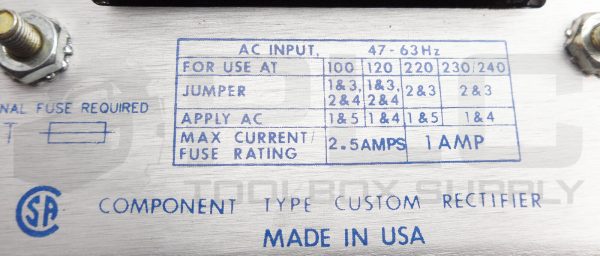 AC INPUT, 47-63Hz
FOR USE AT 100 120 220 230/240
JUMPER 1&3, 2&4 1&3, 2&4 2&3 2&3
APPLY AC 1&5 1&4 1&5 1&4
MAX CURRENT/ FUSE RATING 2.5AMPS 1AMP
NAL FUSE REQUIRED
T
CSA
COMPONENT TYPE CUSTOM RECTIFIER
MADE IN USA
TOOLBOX SUPPLY